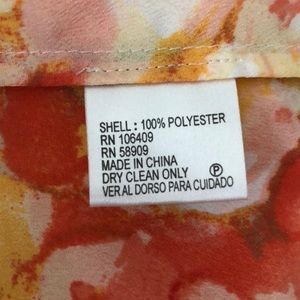 SHELL : 100% POLYESTER
RN 106409
RN 58909
MADE IN CHINA
DRY CLEAN ONLY Ⓟ
VER AL DORSO PARA CUIDADO